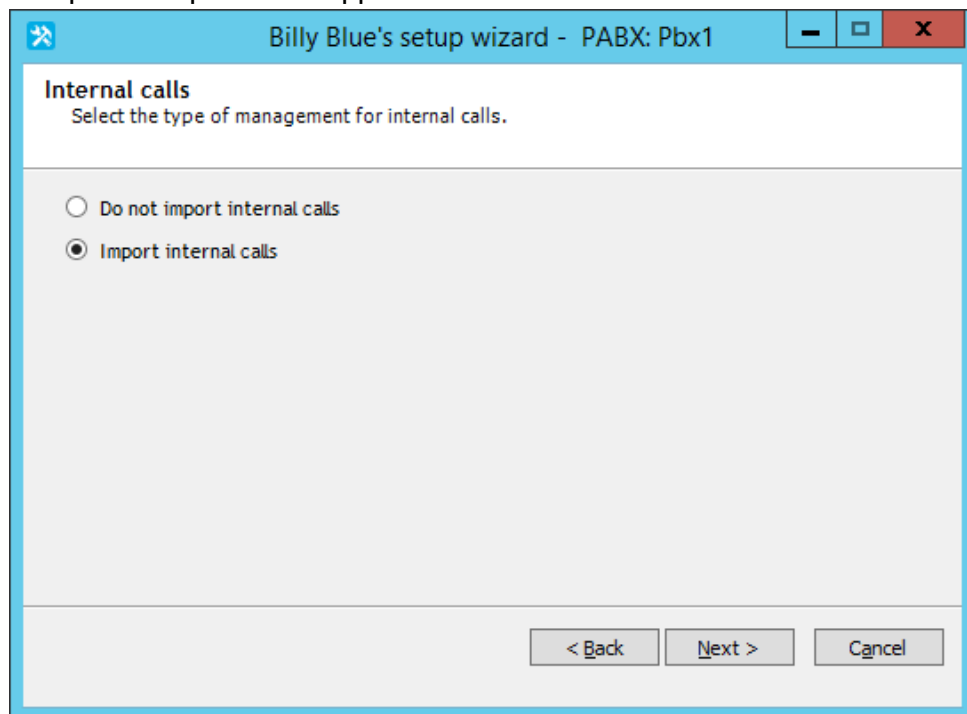 Billy Blue's setup wizard - PABX: Pbx1
Internal calls
Select the type of management for internal calls.
Do not import internal calls
Import internal calls
< Back Next > Cancel